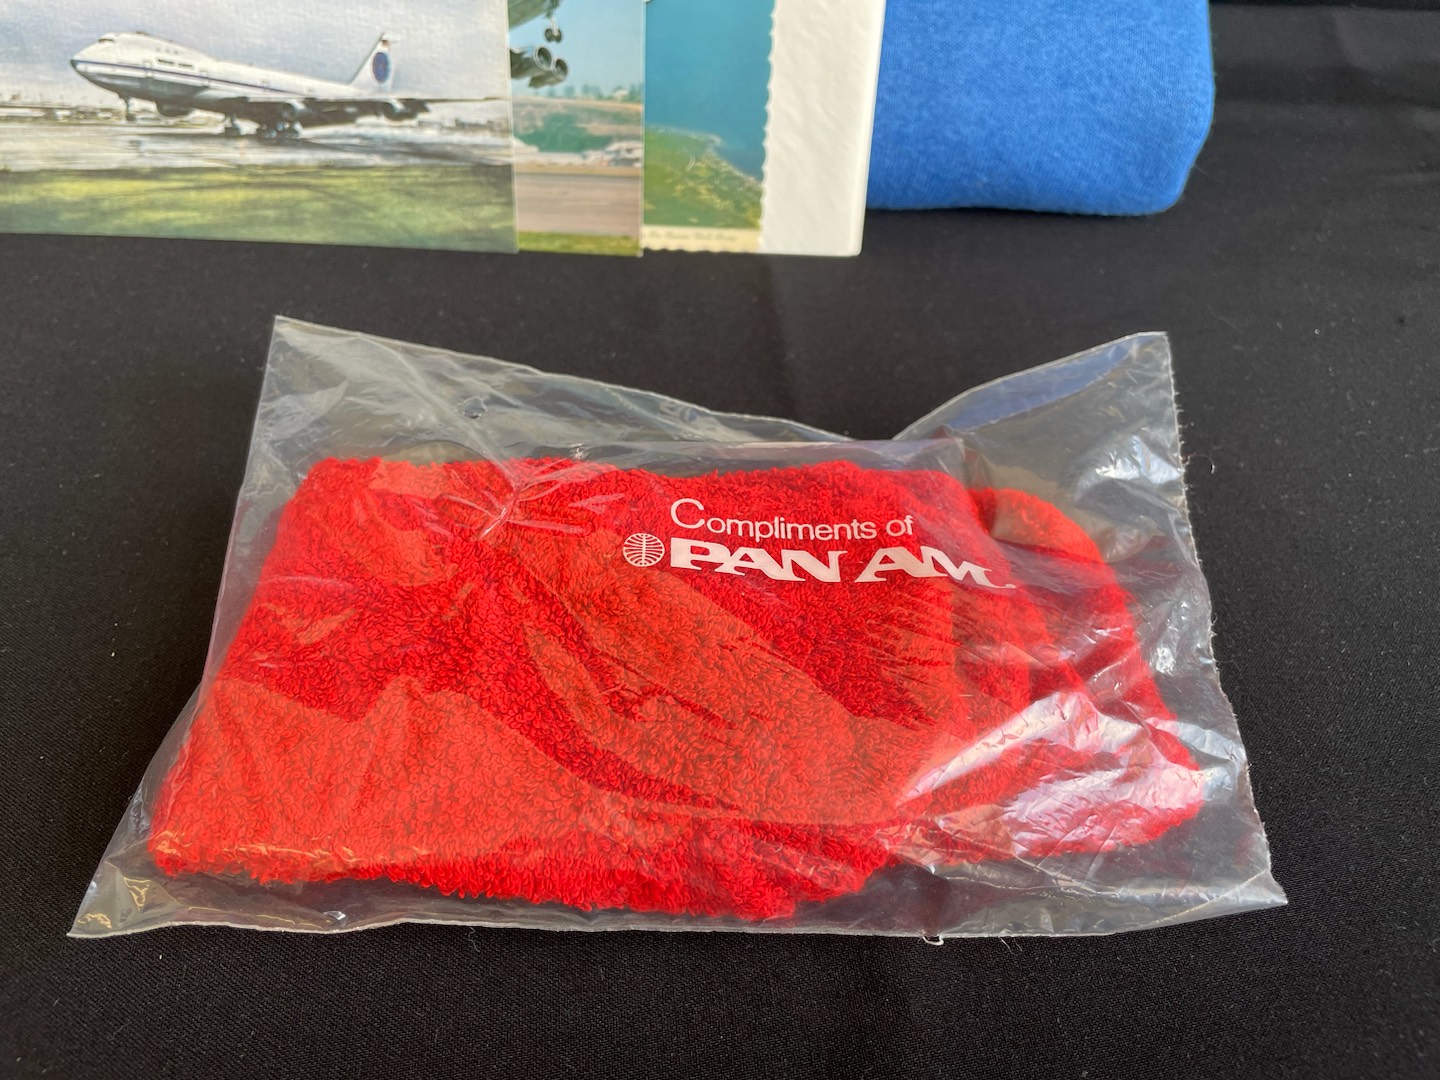 Compliments of
PAN AM.